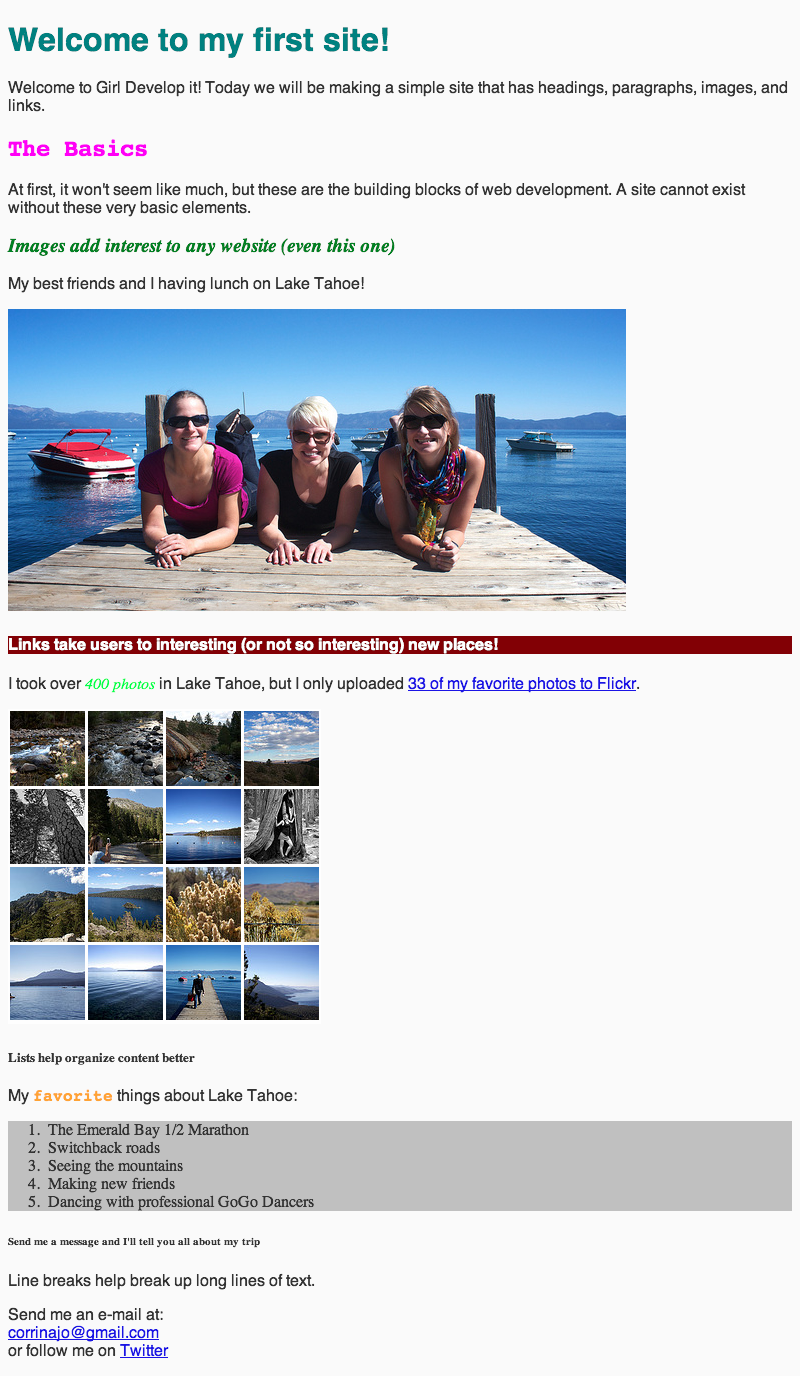 Welcome to my first site!
Welcome to Girl Develop it! Today we will be making a simple site that has headings, paragraphs, images, and
links.
The Basics
At first, it won't seem like much, but these are the building blocks of web development. A site cannot exist
without these very basic elements.
Images add interest to any website (even this one)
My best friends and I having lunch on Lake Tahoe!
Links take users to interesting (or not so interesting) new places!
I took over 400 photos in Lake Tahoe, but I only uploaded 33 of my favorite photos to Flickr.
Lists help organize content better
My favorite things about Lake Tahoe:
1. The Emerald Bay 1/2 Marathon
2. Switchback roads
3. Seeing the mountains
4. Making new friends
5. Dancing with professional GoGo Dancers
Send me a message and I'll tell you all about my trip
Line breaks help break up long lines of text.
Send me an e-mail at:
corrinajo@gmail.com
or follow me on Twitter